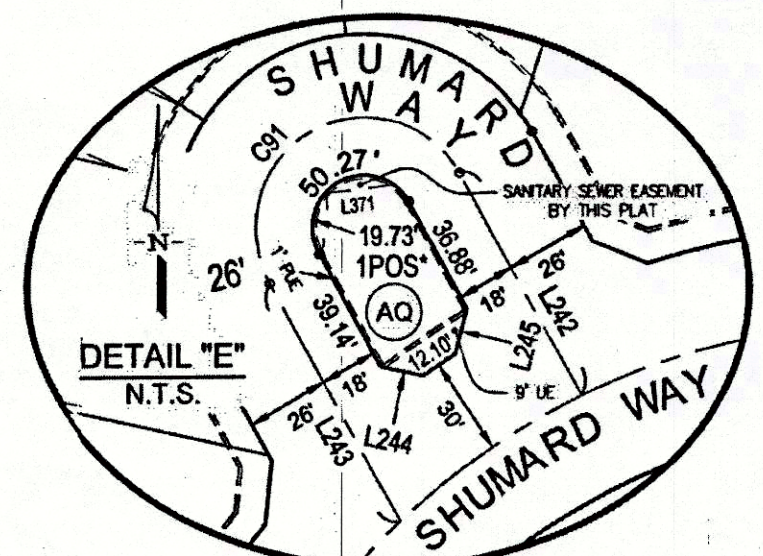 SHUMARD
WAY
C91
50.27'
SANITARY SEWER EASEMENT
BY THIS PLAT
L371
19.73'
1POS*
36.88'
-N-
26'
1' PUE
AQ
18'
26'
L242
39.14'
12.10'
L245
DETAIL "E"
N.T.S.
18'
26'
L243
L244
30'
9' UE
SHUMARD WAY